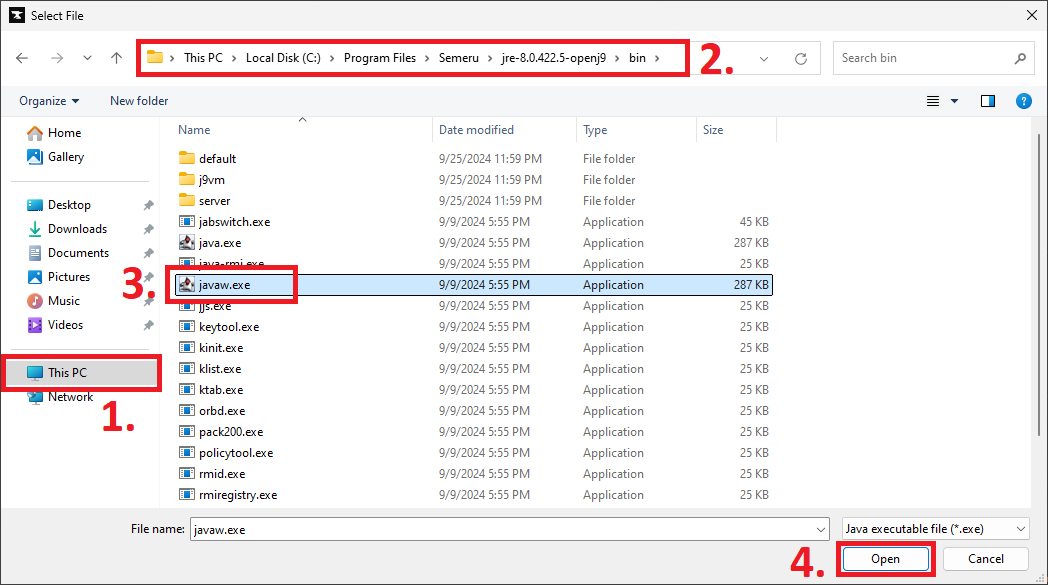 Select File
This PC Local Disk (C:) Program Files Semeru jre-8.0.422.5-openj9 bin
2.
Search bin
Organize New folder
?
Home
Gallery
Desktop
Downloads
Documents
Pictures
Music
Videos
This PC
Network
1.
Name Date modified Type Size
default 9/25/2024 11:59 PM File folder
j9vm 9/25/2024 11:59 PM File folder
server 9/25/2024 11:59 PM File folder
jabswitch.exe 9/9/2024 5:55 PM Application 45 KB
java.exe 9/9/2024 5:55 PM Application 287 KB
java-rmi.exe 9/9/2024 5:55 PM Application 25 KB
3.
javaw.exe 9/9/2024 5:55 PM Application 287 KB
jjs.exe 9/9/2024 5:55 PM Application 25 KB
keytool.exe 9/9/2024 5:55 PM Application 25 KB
kinit.exe 9/9/2024 5:55 PM Application 25 KB
klist.exe 9/9/2024 5:55 PM Application 25 KB
ktab.exe 9/9/2024 5:55 PM Application 25 KB
orbd.exe 9/9/2024 5:55 PM Application 25 KB
pack200.exe 9/9/2024 5:55 PM Application 25 KB
policytool.exe 9/9/2024 5:55 PM Application 25 KB
rmid.exe 9/9/2024 5:55 PM Application 25 KB
rmiregistry.exe 9/9/2024 5:55 PM Application 25 KB
File name: javaw.exe Java executable file (*.exe)
4.
Open Cancel